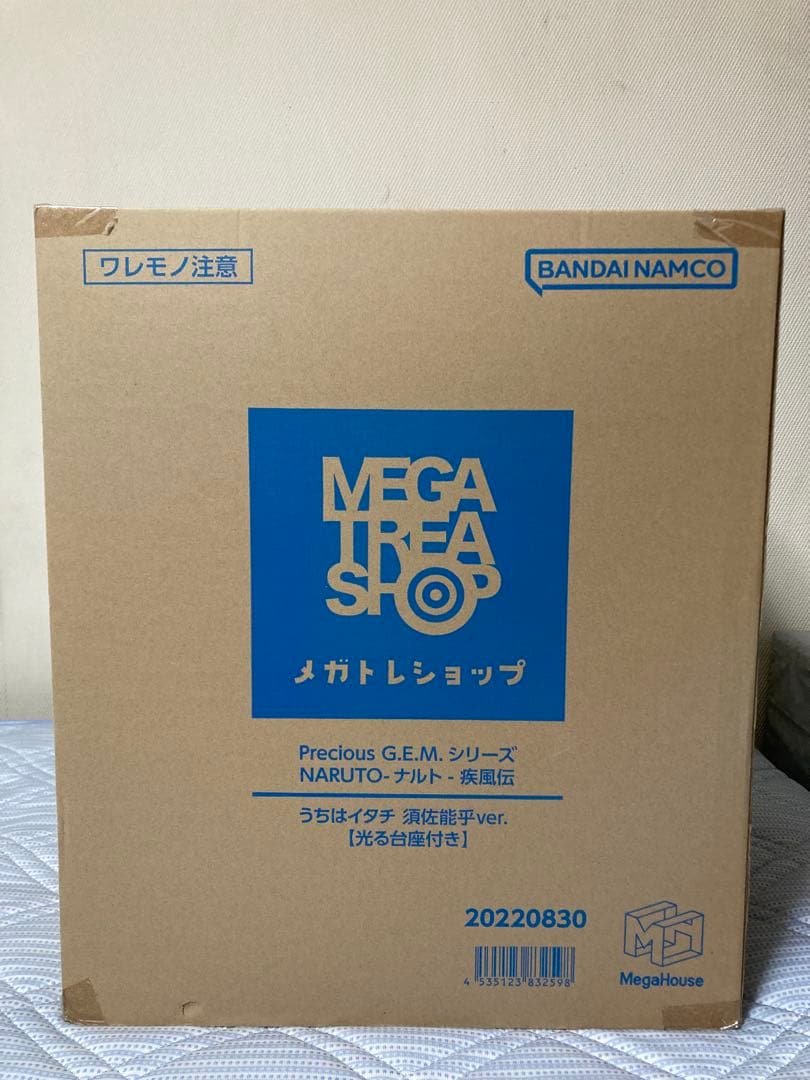 ワレモノ注意
BANDAI NAMCO
MEGA
TREA
SHOP
メガトレショップ
Precious G.E.M. シリーズ
NARUTO-ナルト- 疾風伝
うちはイタチ 須佐能乎ver.
【光る台座付き】
20220830
4 535123 832598
MegaHouse